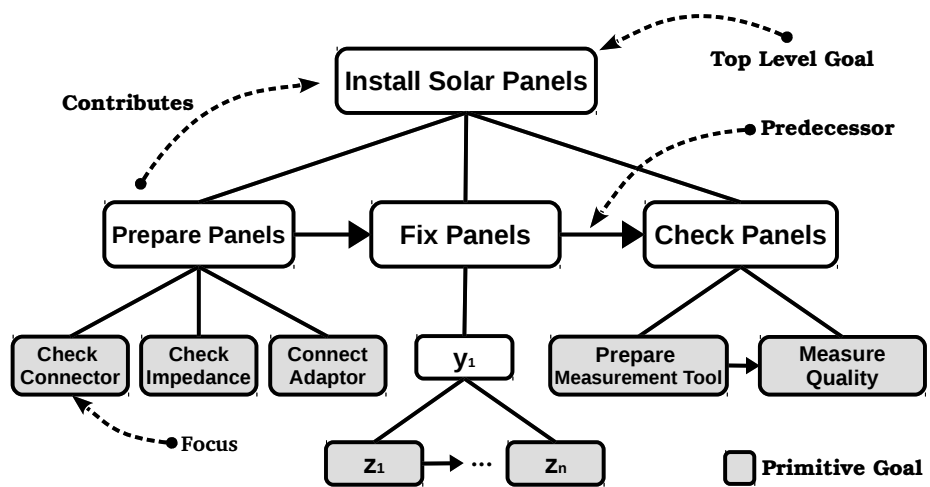 Install Solar Panels
Top Level Goal
Contributes
Predecessor
Prepare Panels
Fix Panels
Check Panels
Check
Connector
Check
Impedance
Connect
Adaptor
y₁
Prepare
Measurement Tool
Measure
Quality
Focus
z₁
...
zₙ
Primitive Goal